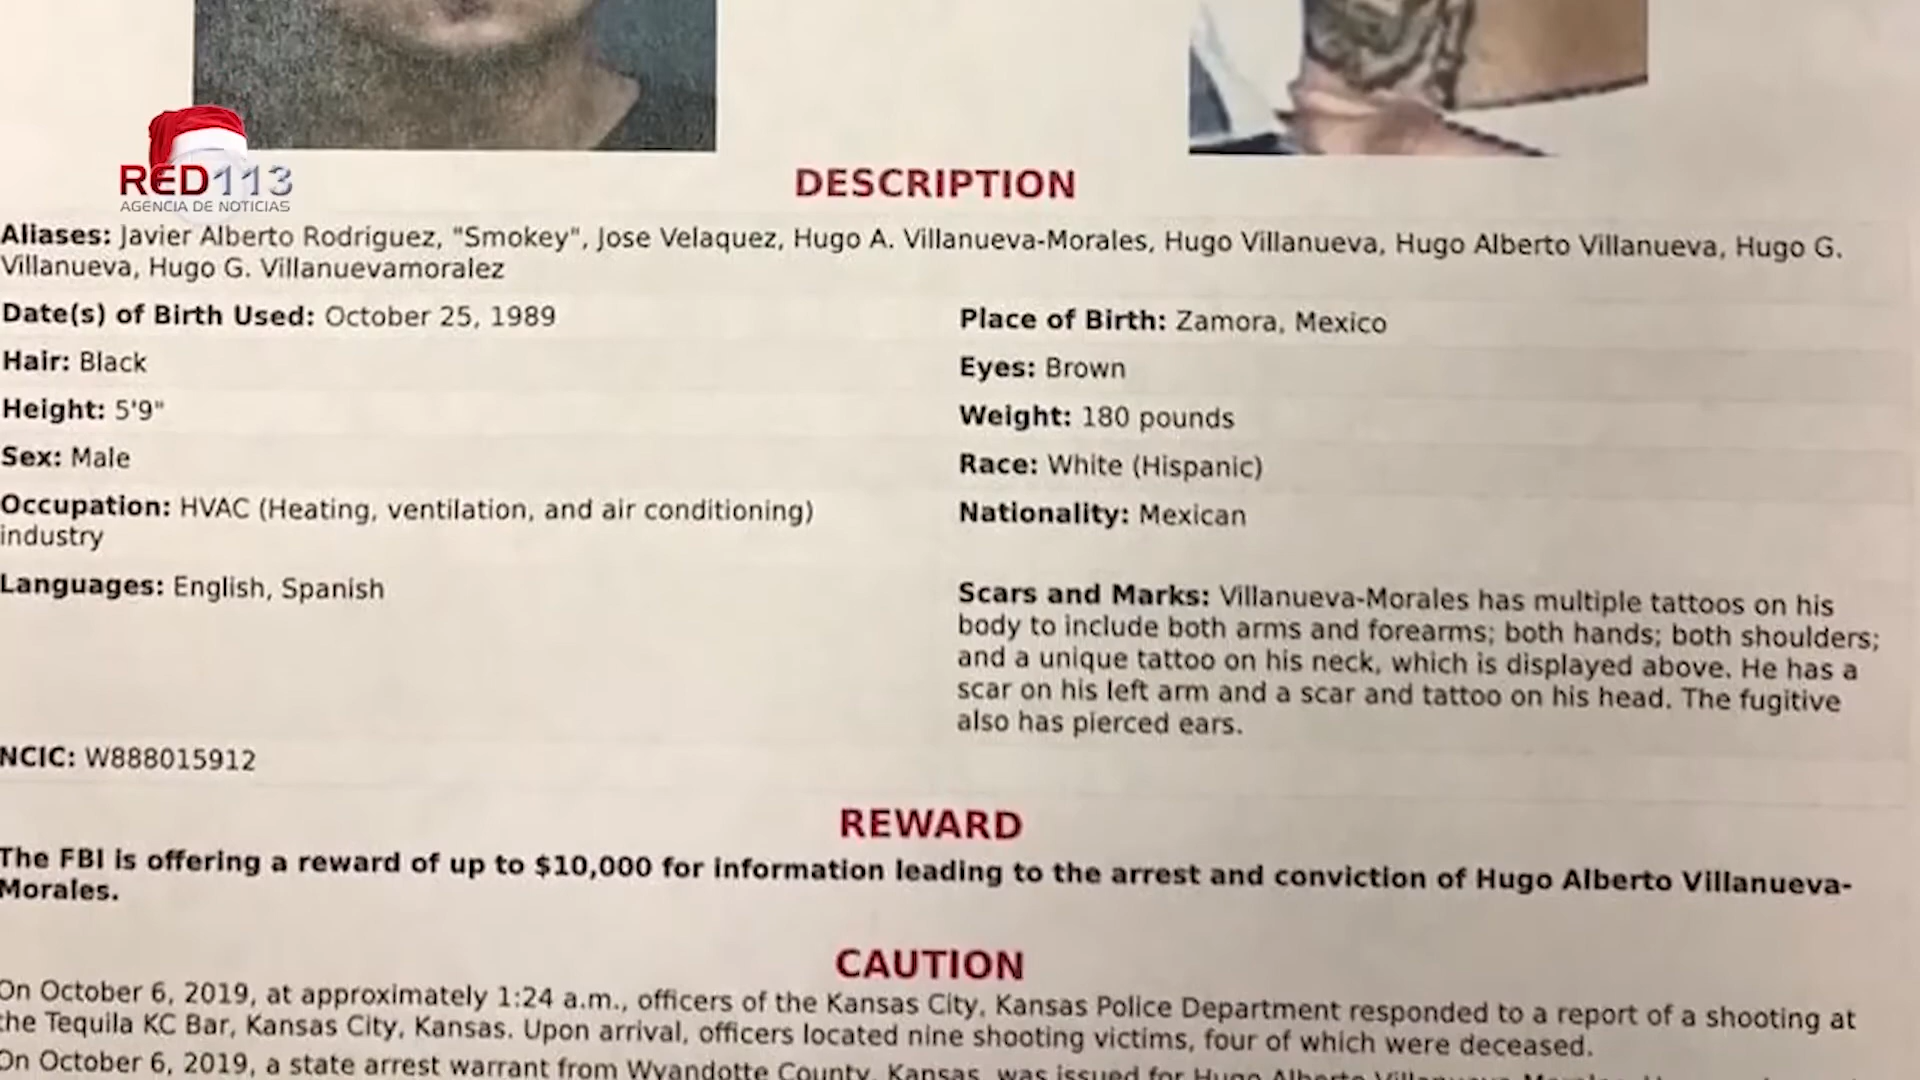 RED113
AGENCIA DE NOTICIAS
DESCRIPTION
Aliases: Javier Alberto Rodriguez, "Smokey", Jose Velaquez, Hugo A. Villanueva-Morales, Hugo Villanueva, Hugo Alberto Villanueva, Hugo G.
Villanueva, Hugo G. Villanuevamoralez
Date(s) of Birth Used: October 25, 1989
Place of Birth: Zamora, Mexico
Hair: Black
Eyes: Brown
Height: 5'9"
Weight: 180 pounds
Sex: Male
Race: White (Hispanic)
Occupation: HVAC (Heating, ventilation, and air conditioning)
industry
Nationality: Mexican
Languages: English, Spanish
Scars and Marks: Villanueva-Morales has multiple tattoos on his
body to include both arms and forearms; both hands; both shoulders;
and a unique tattoo on his neck, which is displayed above. He has a
scar on his left arm and a scar and tattoo on his head. The fugitive
also has pierced ears.
NCIC: W888015912
REWARD
The FBI is offering a reward of up to $10,000 for information leading to the arrest and conviction of Hugo Alberto Villanueva-
Morales.
CAUTION
On October 6, 2019, at approximately 1:24 a.m., officers of the Kansas City, Kansas Police Department responded to a report of a shooting at
the Tequila KC Bar, Kansas City, Kansas. Upon arrival, officers located nine shooting victims, four of which were deceased.
On October 6, 2019, a state arrest warrant from Wyandotte County, Kansas, was issued for Hugo Alberto Villanueva-Morales